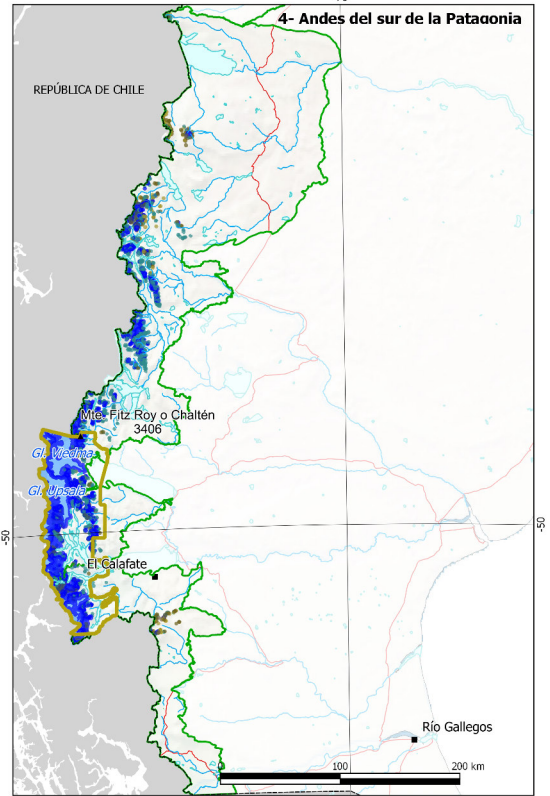 4- Andes del sur de la Patagonia
REPÚBLICA DE CHILE
Mte. Fitz Roy o Chaltén
3406
Gl. Viedma
Gl. Upsala
-50
-50
El Calafate
Río Gallegos
100
200 km